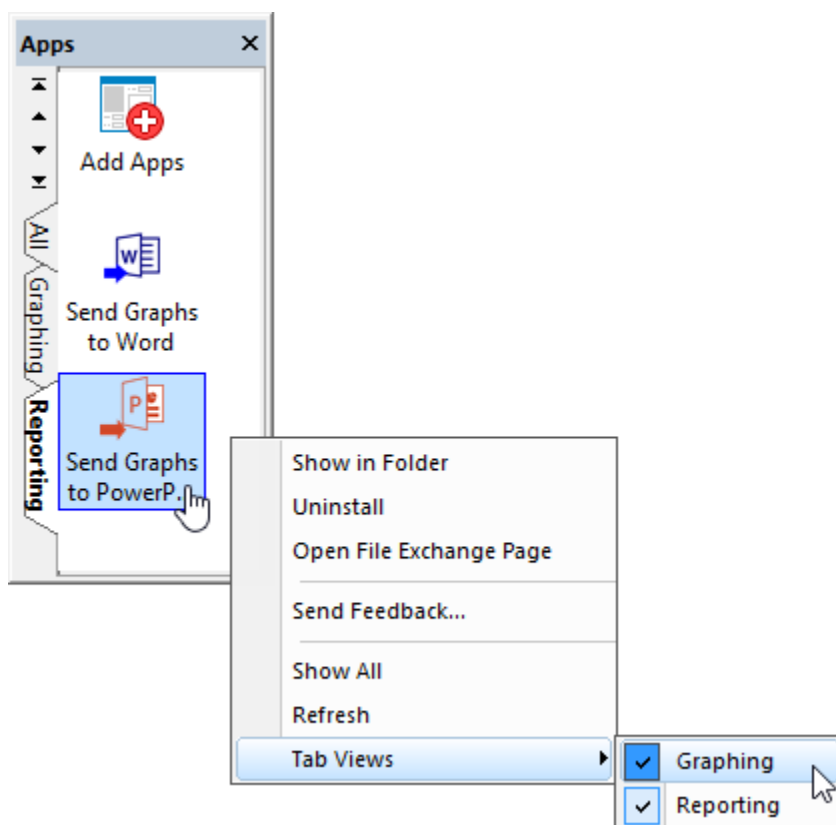 Apps
Add Apps
All
Graphing
Reporting
Send Graphs
to Word
Send Graphs
to PowerP...
Show in Folder
Uninstall
Open File Exchange Page
Send Feedback...
Show All
Refresh
Tab Views
Graphing
Reporting